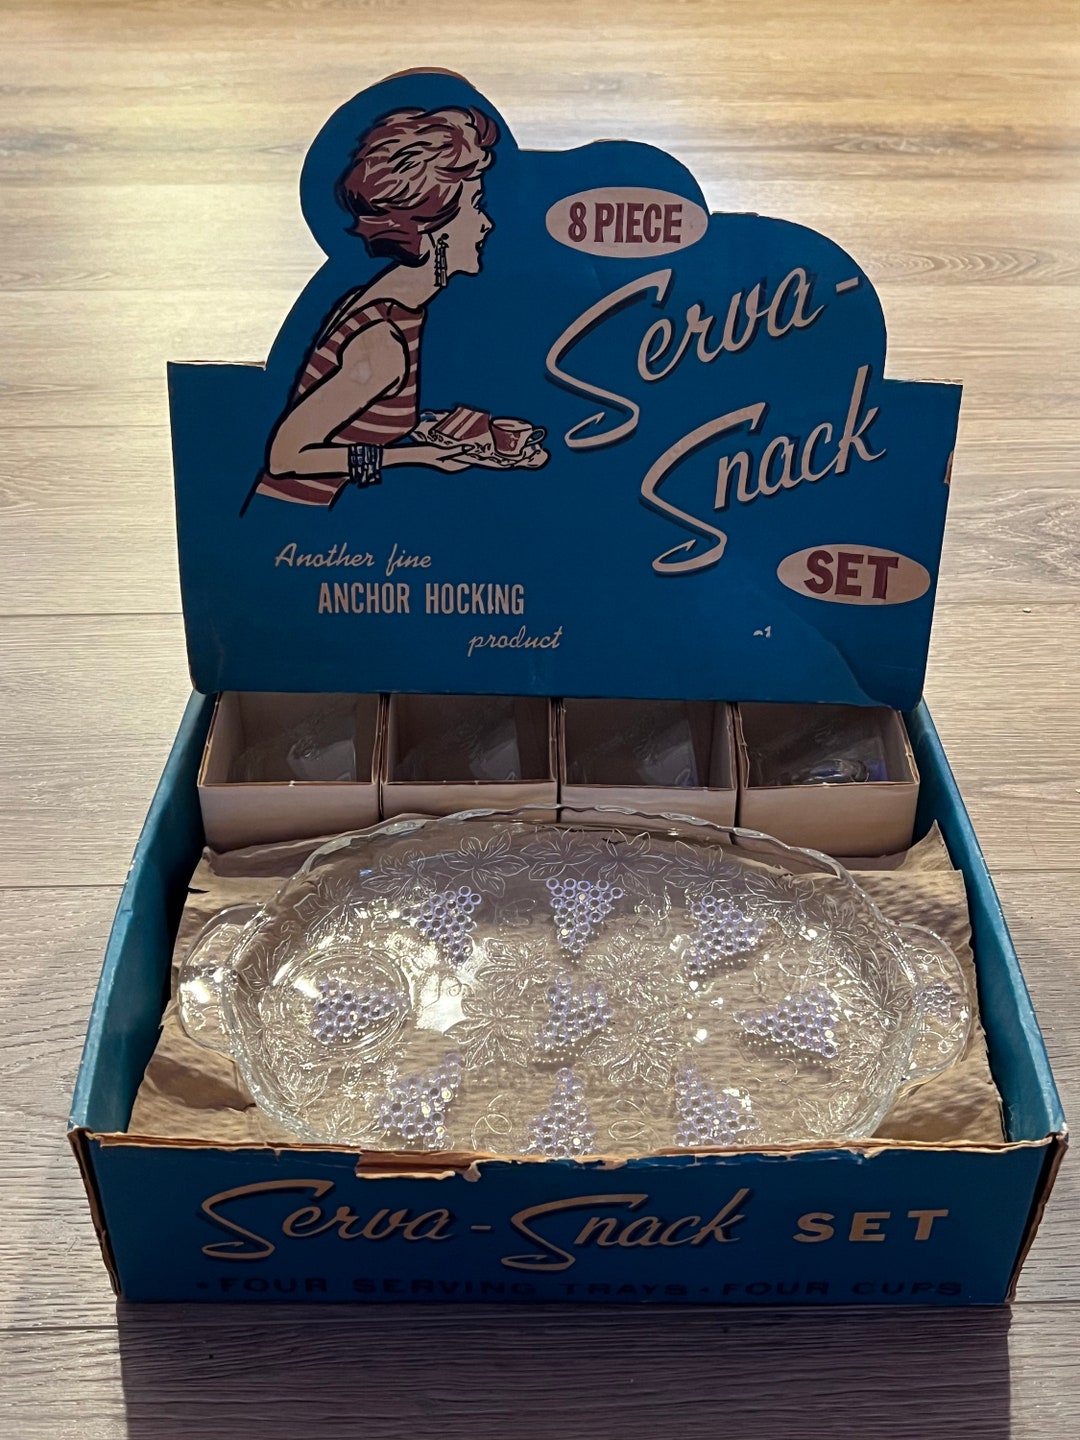 8 PIECE
Serva-
Snack
SET
Another fine
ANCHOR HOCKING
product
Serva-Snack SET
• FOUR SERVING TRAYS • FOUR CUPS